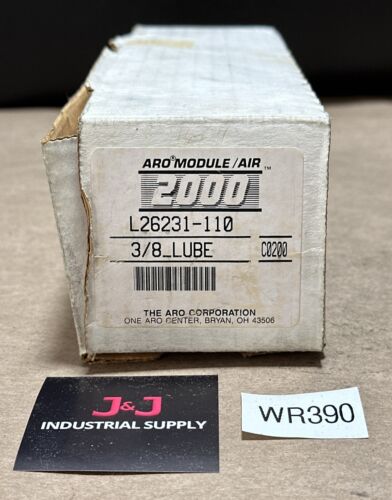 ARO® MODULE/AIR
2000™
L26231-110
3/8_LUBE C0200
THE ARO CORPORATION
ONE ARO CENTER, BRYAN, OH 43506
J&J
INDUSTRIAL SUPPLY
WR390